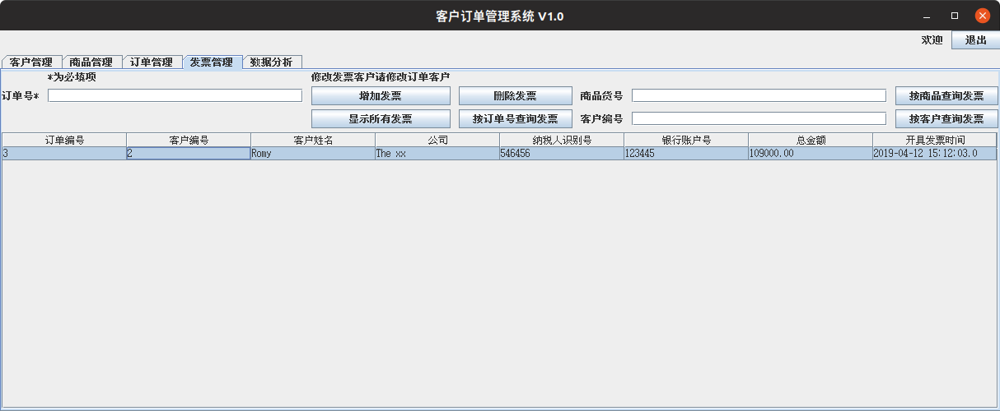 客户订单管理系统 V1.0
欢迎 退出
客户管理 商品管理 订单管理 发票管理 数据分析
*为必填项 修改发票客户请修改订单客户
订单号* 增加发票 删除发票 商品货号 按商品查询发票
显示所有发票 按订单号查询发票 客户编号 按客户查询发票
订单编号 客户编号 客户姓名 公司 纳税人识别号 银行账户号 总金额 开具发票时间
3 2 Romy The xx 546456 123445 109000.00 2019-04-12 15:12:03.0